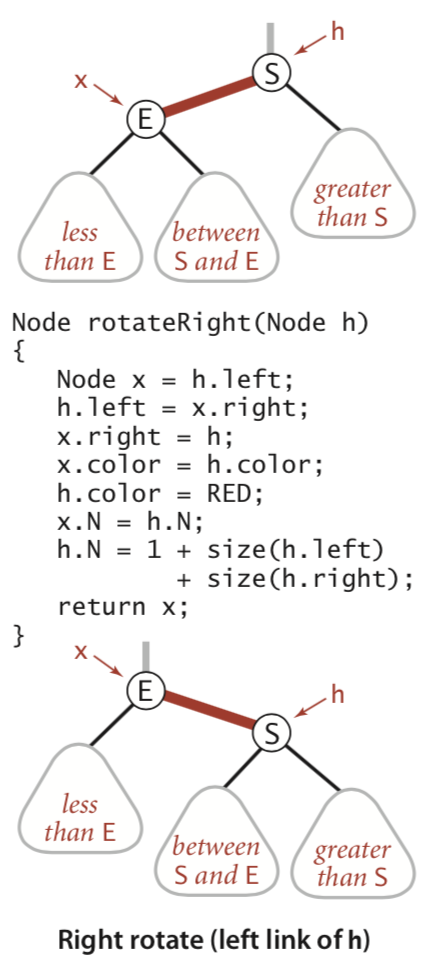 h
x
S
E
less
than E
between
S and E
greater
than S
Node rotateRight(Node h)
{
   Node x = h.left;
   h.left = x.right;
   x.right = h;
   x.color = h.color;
   h.color = RED;
   x.N = h.N;
   h.N = 1 + size(h.left)
           + size(h.right);
   return x;
}
x
E
h
S
less
than E
between
S and E
greater
than S
Right rotate (left link of h)